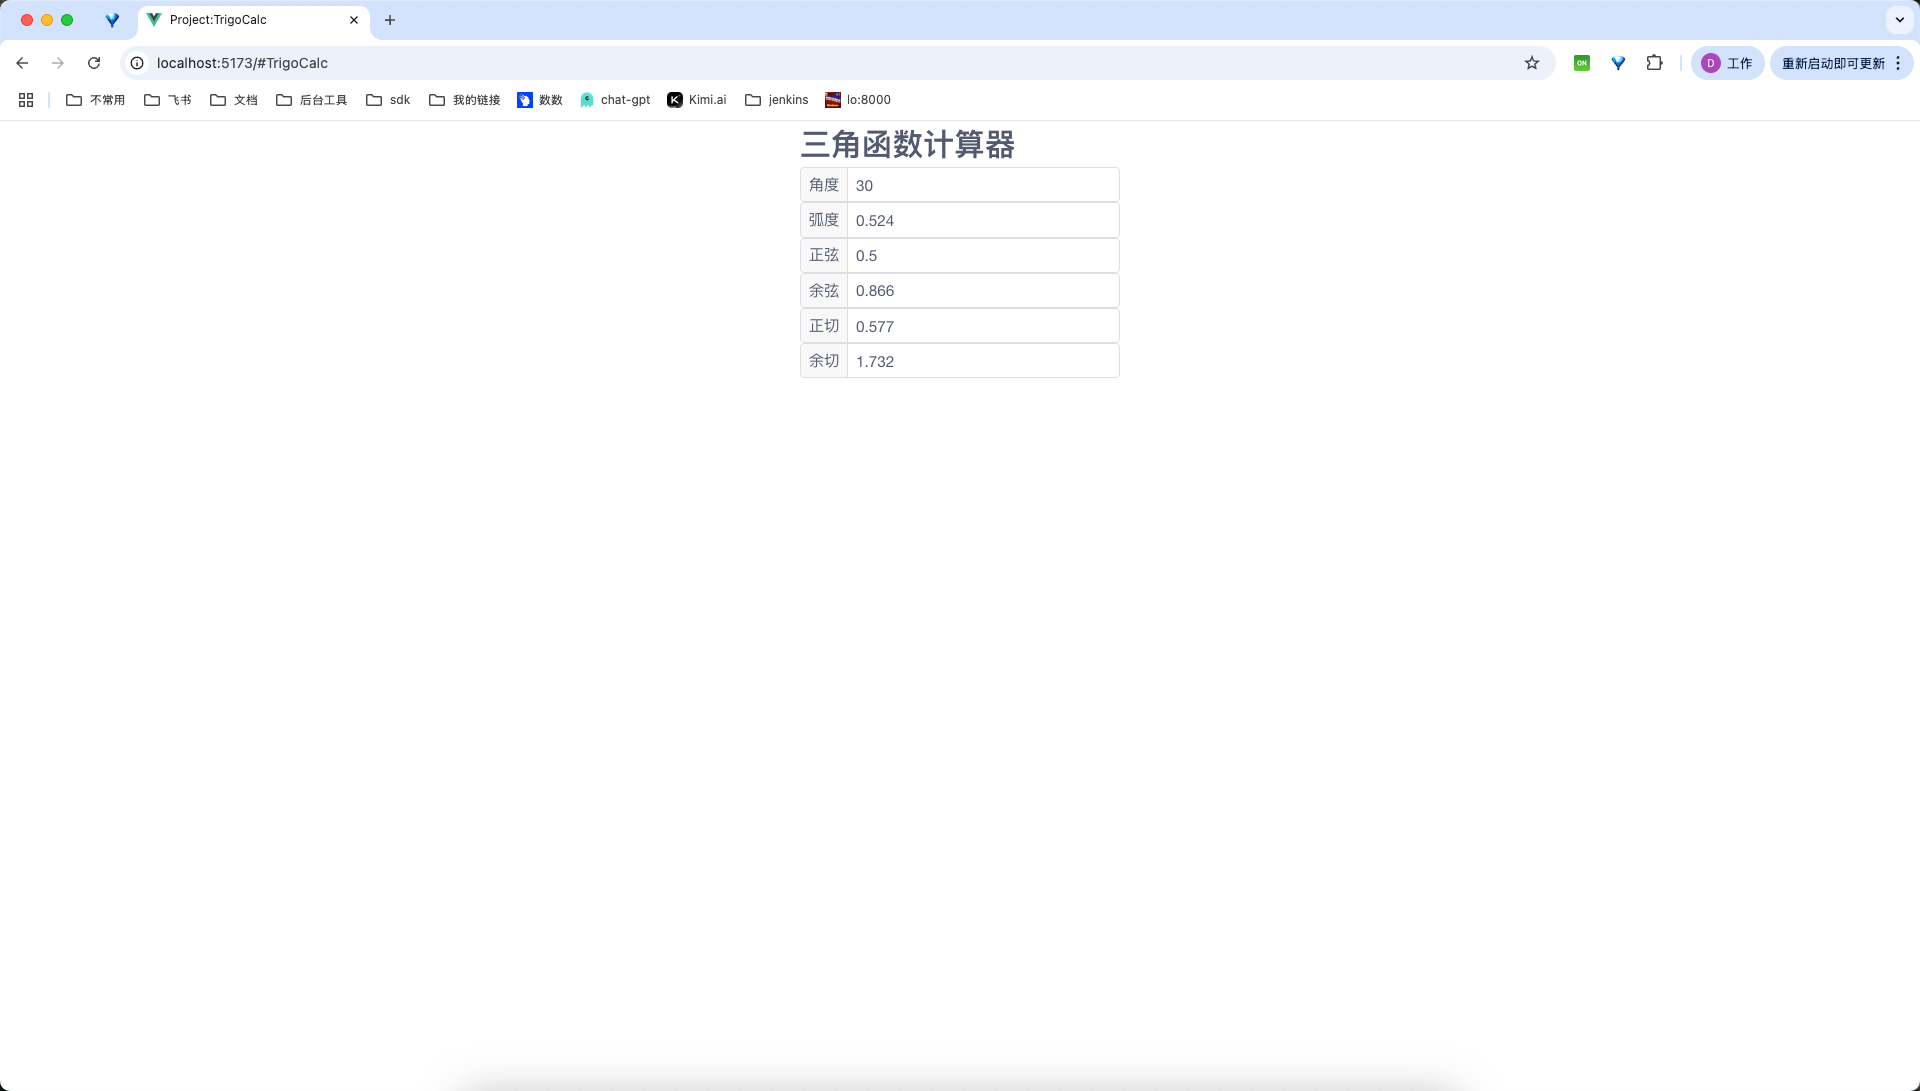 Project:TrigoCalc
localhost:5173/#TrigoCalc
ON
D 工作
重新启动即可更新
不常用 飞书 文档 后台工具 sdk 我的链接 数数 chat-gpt Kimi.ai jenkins lo:8000
三角函数计算器
角度 30
弧度 0.524
正弦 0.5
余弦 0.866
正切 0.577
余切 1.732